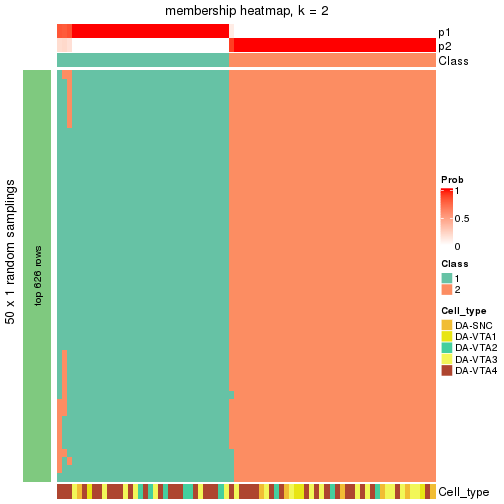 membership heatmap, k = 2
p1
p2
Class
50 x 1 random samplings
top 626 rows
Prob
1
0.5
0
Class
1
2
Cell_type
DA-SNC
DA-VTA1
DA-VTA2
DA-VTA3
DA-VTA4
Cell_type